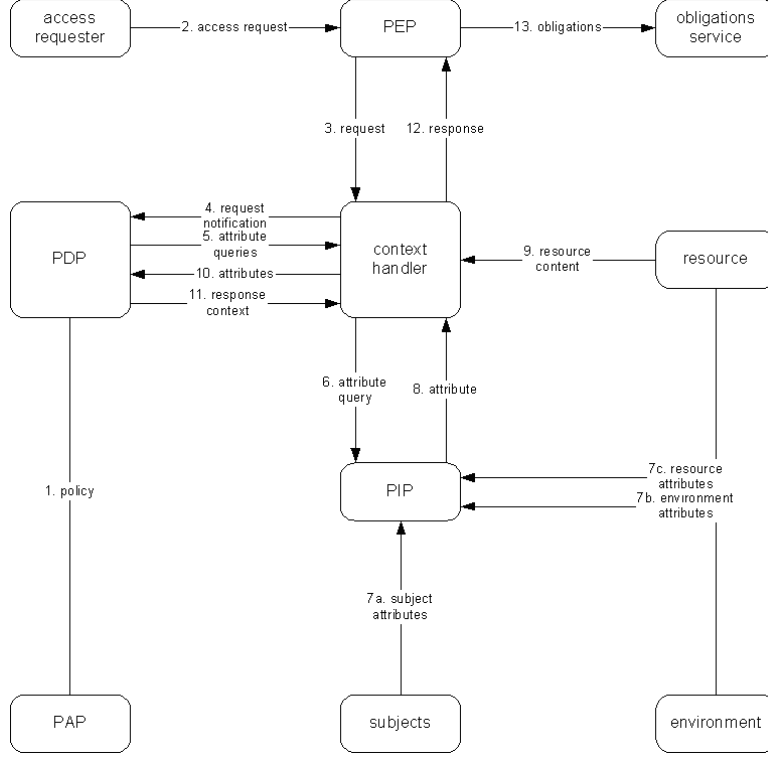 access
requester
2. access request
PEP
13. obligations
obligations
service
3. request
12. response
PDP
4. request
notification
5. attribute
queries
10. attributes
11. response
context
context
handler
9. resource
content
resource
6. attribute
query
8. attribute
1. policy
PIP
7c. resource
attributes
7b. environment
attributes
7a. subject
attributes
PAP
subjects
environment